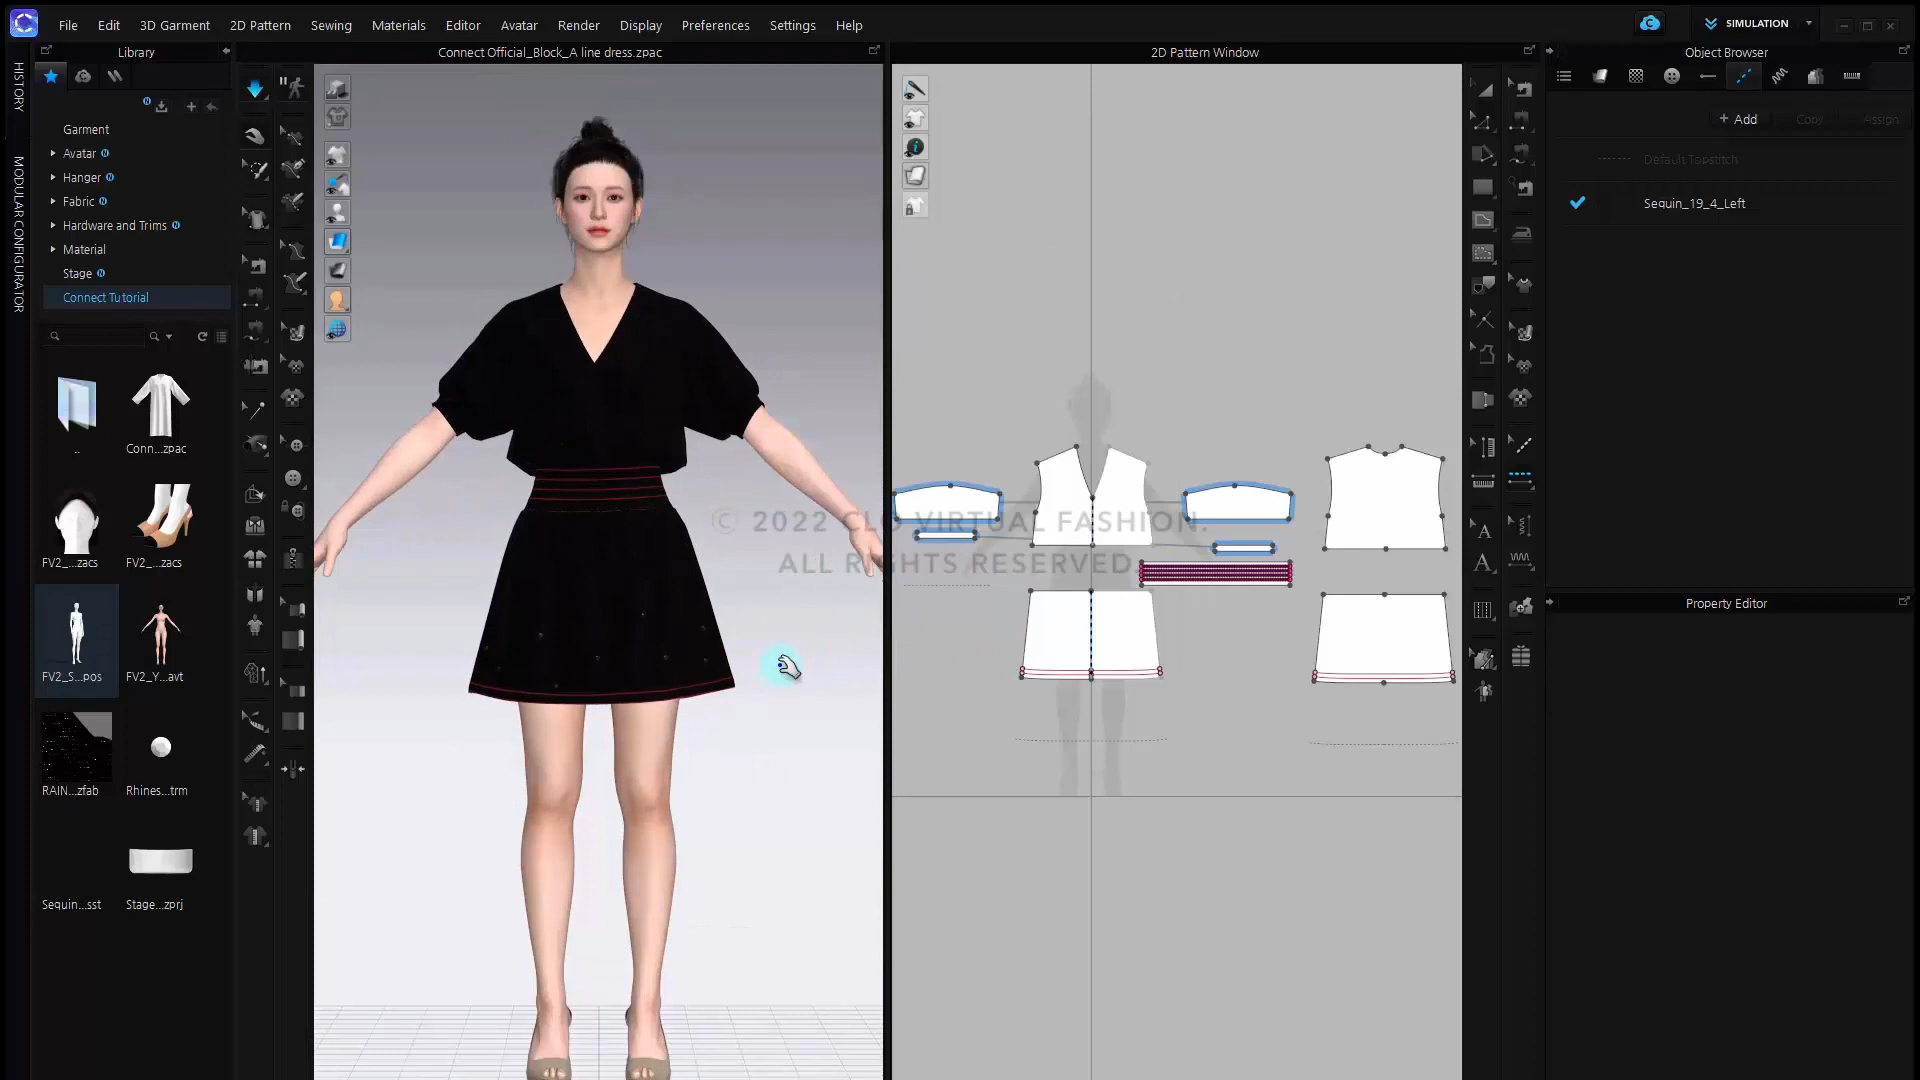 File Edit 3D Garment 2D Pattern Sewing Materials Editor Avatar Render Display Preferences Settings Help
SIMULATION
Library
Connect Official_Block_A line dress.zpac
2D Pattern Window
Object Browser
HISTORY
MODULAR CONFIGURATOR
Garment
Avatar
Hanger
Fabric
Hardware and Trims
Material
Stage
Connect Tutorial
..
Conn...zpac
FV2_...zacs
FV2_...zacs
FV2_S...pos
FV2_Y...avt
RAIN...zfab
Rhines...trm
Sequin...sst
Stage...zprj
© 2022 CLO VIRTUAL FASHION.
ALL RIGHTS RESERVED.
+ Add
Copy
Assign
Default Topstitch
Sequin_19_4_Left
Property Editor